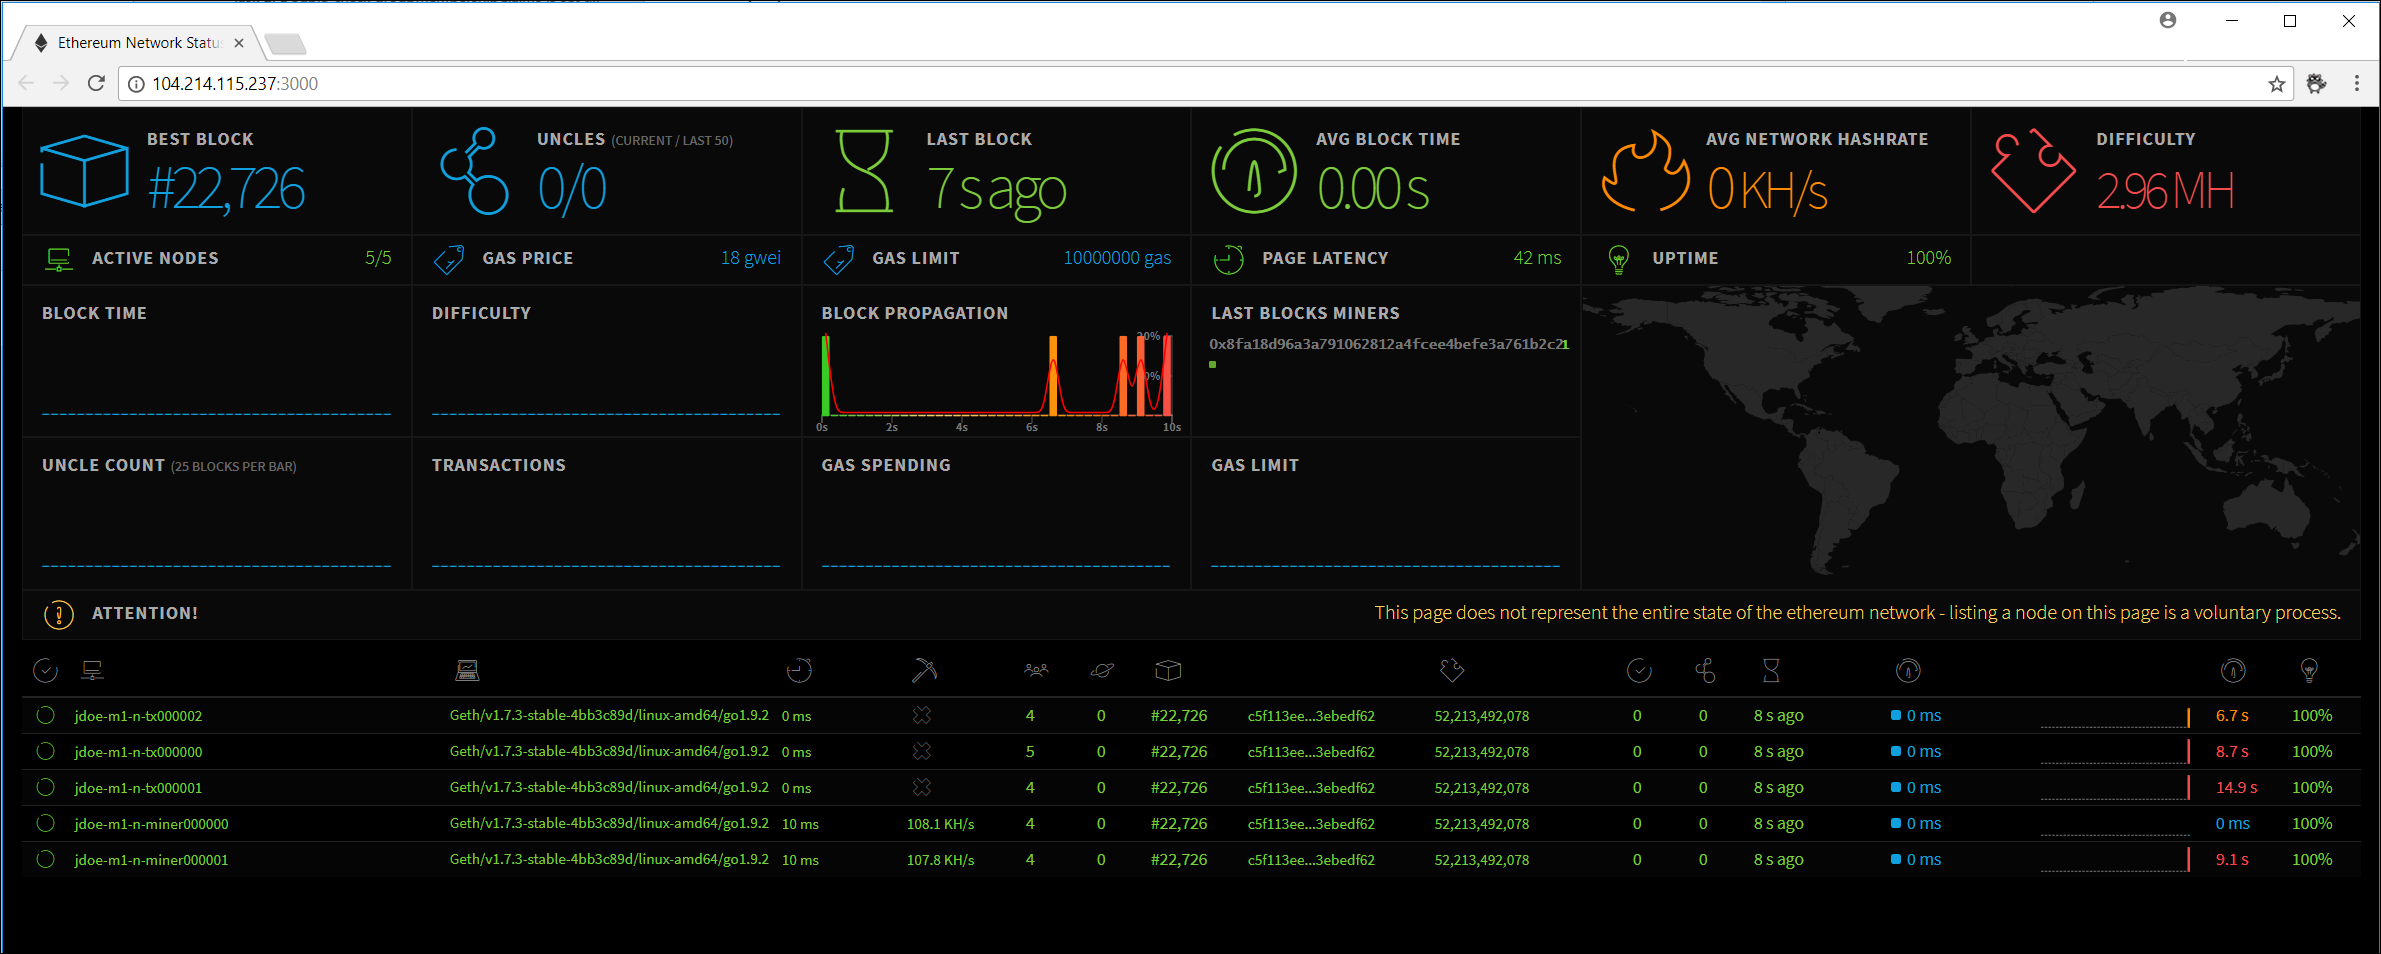 Ethereum Network Statu
104.214.115.237:3000
BEST BLOCK
#22,726
UNCLES (CURRENT / LAST 50)
0/0
LAST BLOCK
7 s ago
AVG BLOCK TIME
0.00 s
AVG NETWORK HASHRATE
0 KH/s
DIFFICULTY
2.96 MH
ACTIVE NODES 5/5
GAS PRICE 18 gwei
GAS LIMIT 10000000 gas
PAGE LATENCY 42 ms
UPTIME 100%
BLOCK TIME
DIFFICULTY
BLOCK PROPAGATION
0s 2s 4s 6s 8s 10s
LAST BLOCKS MINERS
0x8fa18d96a3a791062812a4fcee4befe3a761b2c2 1
UNCLE COUNT (25 BLOCKS PER BAR)
TRANSACTIONS
GAS SPENDING
GAS LIMIT
ATTENTION!
This page does not represent the entire state of the ethereum network - listing a node on this page is a voluntary process.
jdoe-m1-n-tx000002 Geth/v1.7.3-stable-4bb3c89d/linux-amd64/go1.9.2 0 ms 4 0 #22,726 c5f113ee...3ebedf62 52,213,492,078 0 0 8 s ago 0 ms 6.7 s 100%
jdoe-m1-n-tx000000 Geth/v1.7.3-stable-4bb3c89d/linux-amd64/go1.9.2 0 ms 5 0 #22,726 c5f113ee...3ebedf62 52,213,492,078 0 0 8 s ago 0 ms 8.7 s 100%
jdoe-m1-n-tx000001 Geth/v1.7.3-stable-4bb3c89d/linux-amd64/go1.9.2 0 ms 4 0 #22,726 c5f113ee...3ebedf62 52,213,492,078 0 0 8 s ago 0 ms 14.9 s 100%
jdoe-m1-n-miner000000 Geth/v1.7.3-stable-4bb3c89d/linux-amd64/go1.9.2 10 ms 108.1 KH/s 4 0 #22,726 c5f113ee...3ebedf62 52,213,492,078 0 0 8 s ago 0 ms 0 ms 100%
jdoe-m1-n-miner000001 Geth/v1.7.3-stable-4bb3c89d/linux-amd64/go1.9.2 10 ms 107.8 KH/s 4 0 #22,726 c5f113ee...3ebedf62 52,213,492,078 0 0 8 s ago 0 ms 9.1 s 100%